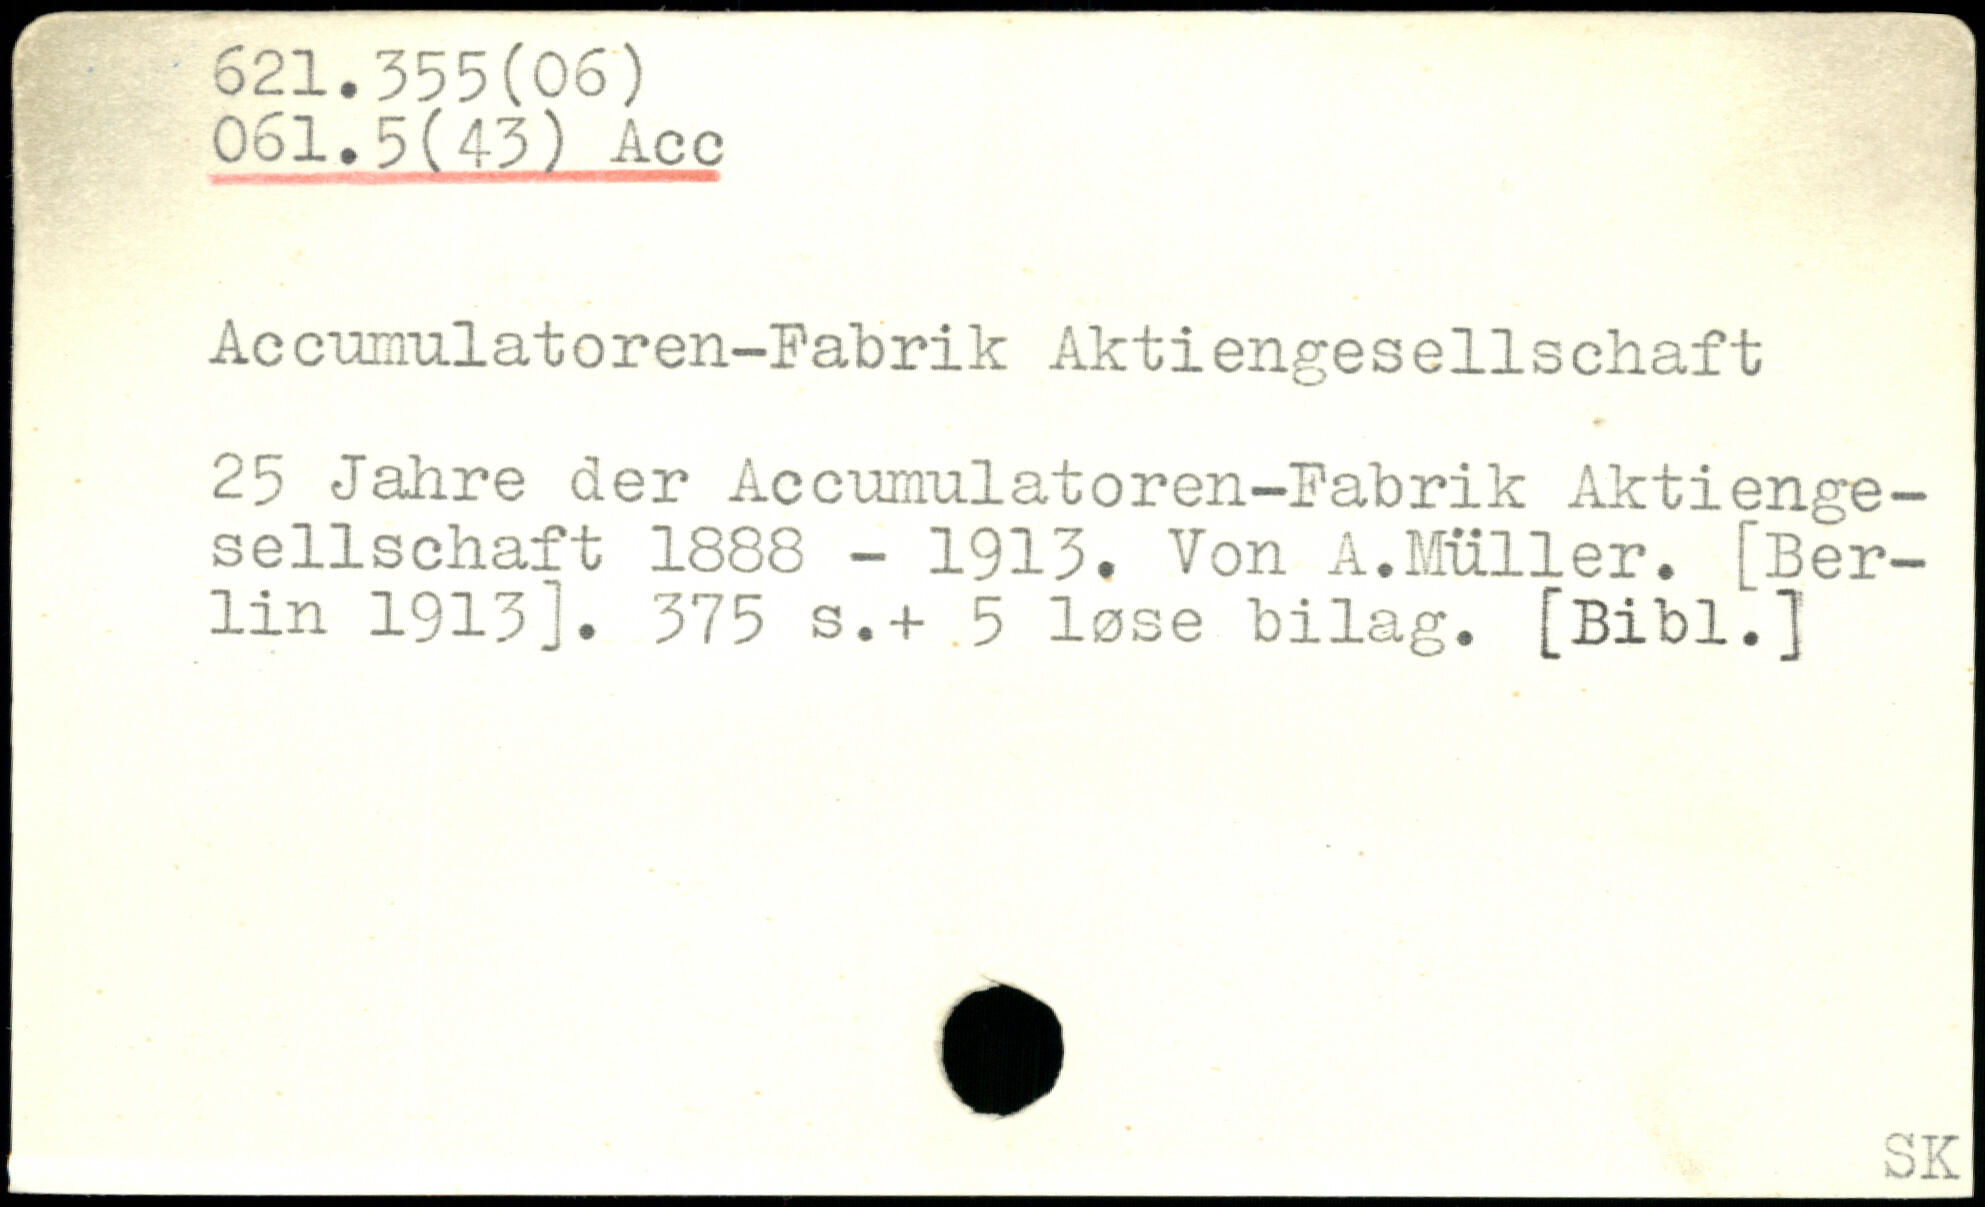 621.355(06)
061.5(43) Acc
Accumulatoren-Fabrik Aktiengesellschaft
25 Jahre der Accumulatoren-Fabrik Aktienge-
sellschaft 1888 - 1913. Von A.Müller. [Ber-
lin 1913]. 375 s.+ 5 løse bilag. [Bibl.]
SK